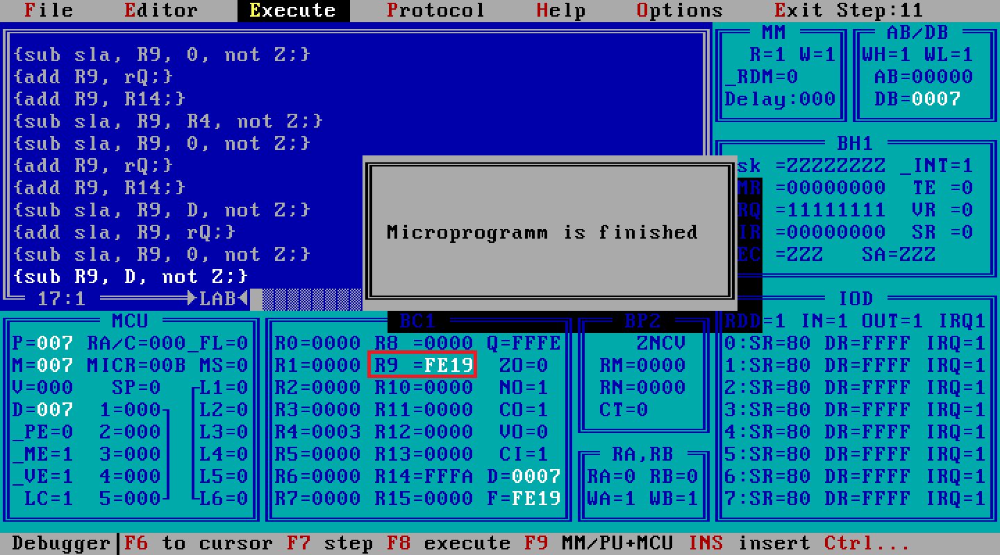 File Editor Execute Protocol Help Options Exit Step:11
{sub sla, R9, 0, not Z;}
{add R9, rQ;}
{add R9, R14;}
{sub sla, R9, R4, not Z;}
{sub sla, R9, 0, not Z;}
{add R9, rQ;}
{add R9, R14;}
{sub sla, R9, D, not Z;}
{add sla, R9, rQ;}
{sub sla, R9, 0, not Z;}
{sub R9, D, not Z;}
17:1 LAB
MM
R=1 W=1
_RDM=0
Delay:000
AB/DB
WH=1 WL=1
AB=00000
DB=0007
BH1
sk =ZZZZZZZZ _INT=1
MR =00000000 TE =0
RQ =11111111 VR =0
IR =00000000 SR =0
EC =ZZZ SA=ZZZ
Microprogramm is finished
MCU
P=007 RA/C=000_FL=0
M=007 MICR=00B MS=0
V=000 SP=0 L1=0
D=007 1=000 L2=0
_PE=0 2=000 L3=0
_ME=1 3=000 L4=0
_VE=1 4=000 L5=0
LC=1 5=000 L6=0
BC1
R0=0000 R8 =0000 Q=FFFE
R1=0000 R9 =FE19 ZO=0
R2=0000 R10=0000 NO=1
R3=0000 R11=0000 CO=1
R4=0003 R12=0000 VO=0
R5=0000 R13=0000 CI=1
R6=0000 R14=FFFA D=0007
R7=0000 R15=0000 F=FE19
BP2
ZNCV
RM=0000
RN=0000
CT=0
RA,RB
RA=0 RB=0
WA=1 WB=1
IOD
RDD=1 IN=1 OUT=1 IRQ1
0:SR=80 DR=FFFF IRQ=1
1:SR=80 DR=FFFF IRQ=1
2:SR=80 DR=FFFF IRQ=1
3:SR=80 DR=FFFF IRQ=1
4:SR=80 DR=FFFF IRQ=1
5:SR=80 DR=FFFF IRQ=1
6:SR=80 DR=FFFF IRQ=1
7:SR=80 DR=FFFF IRQ=1
Debugger F6 to cursor F7 step F8 execute F9 MM/PU+MCU INS insert Ctrl...